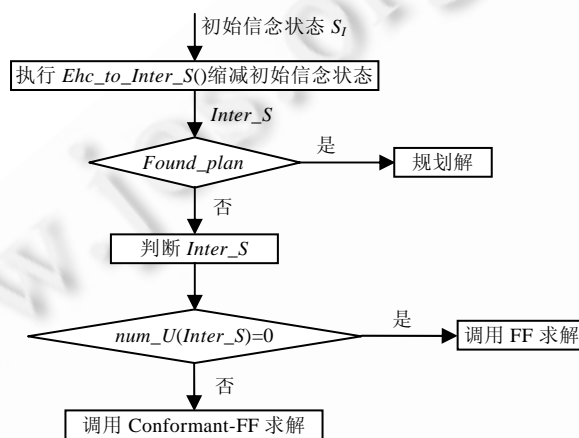 初始信念状态 S_I
执行 Ehc_to_Inter_S()缩减初始信念状态
Inter_S
Found_plan
是
规划解
否
判断 Inter_S
num_U(Inter_S)=0
是
调用 FF 求解
否
调用 Conformant-FF 求解